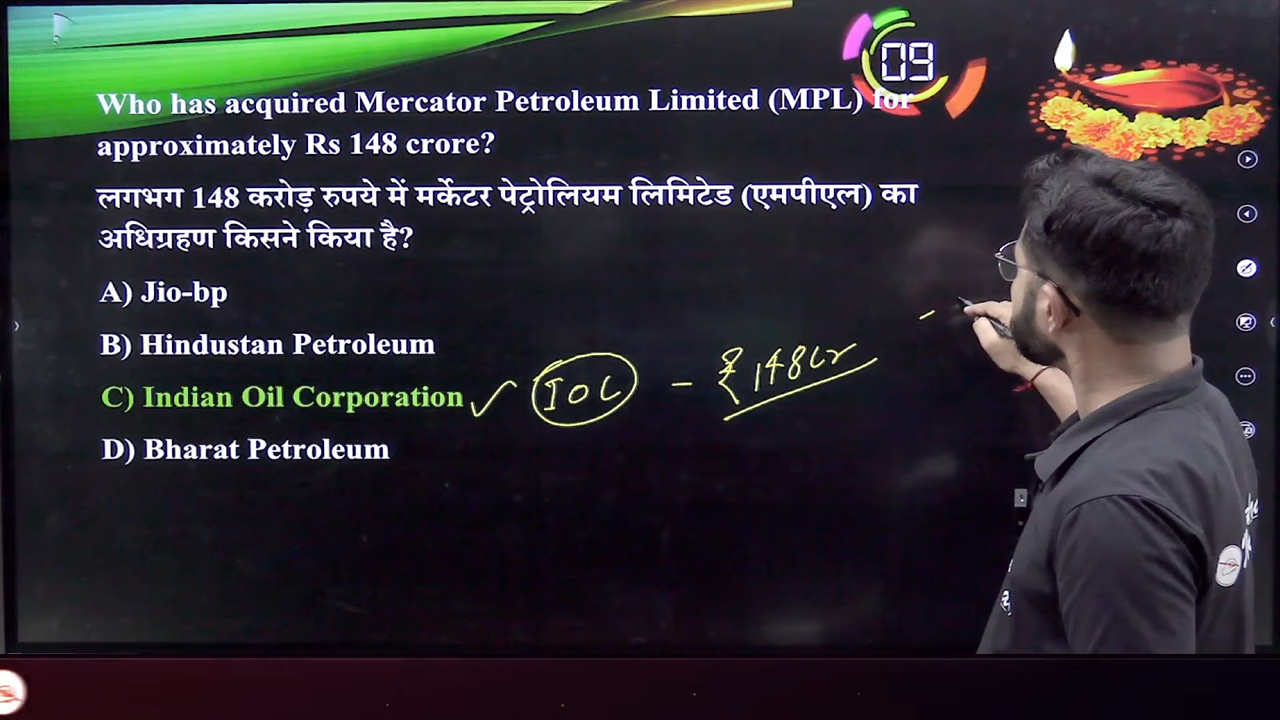 09
Who has acquired Mercator Petroleum Limited (MPL) for
approximately Rs 148 crore?
लगभग 148 करोड़ रुपये में मर्केटर पेट्रोलियम लिमिटेड (एमपीएल) का
अधिग्रहण किसने किया है?
A) Jio-bp
B) Hindustan Petroleum
C) Indian Oil Corporation ✓ IOC - ₹148Cr -
D) Bharat Petroleum